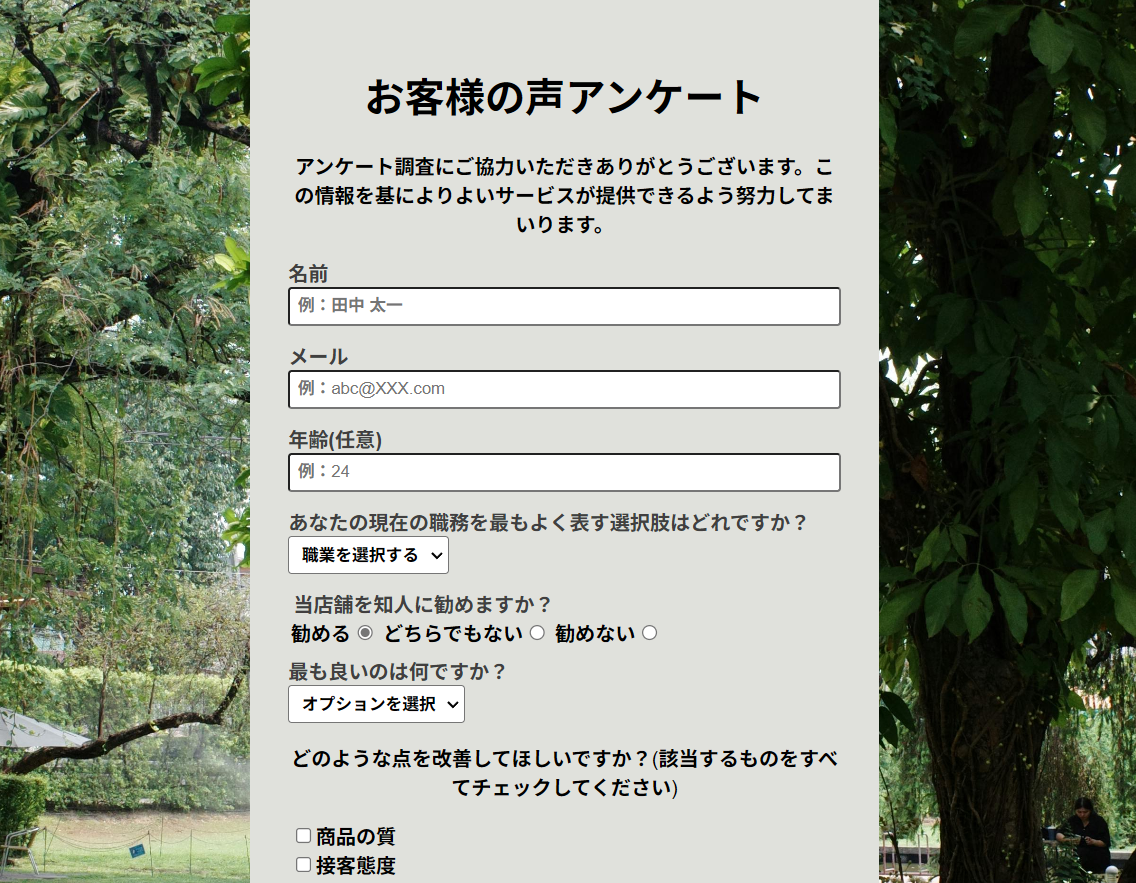 お客様の声アンケート
アンケート調査にご協力いただきありがとうございます。こ
の情報を基によりよいサービスが提供できるよう努力してま
いります。
名前
例：田中 太一
メール
例：abc@XXX.com
年齢(任意)
例：24
あなたの現在の職務を最もよく表す選択肢はどれですか？
職業を選択する
当店舗を知人に勧めますか？
勧める どちらでもない 勧めない
最も良いのは何ですか？
オプションを選択
どのような点を改善してほしいですか？(該当するものをすべ
てチェックしてください)
商品の質
接客態度